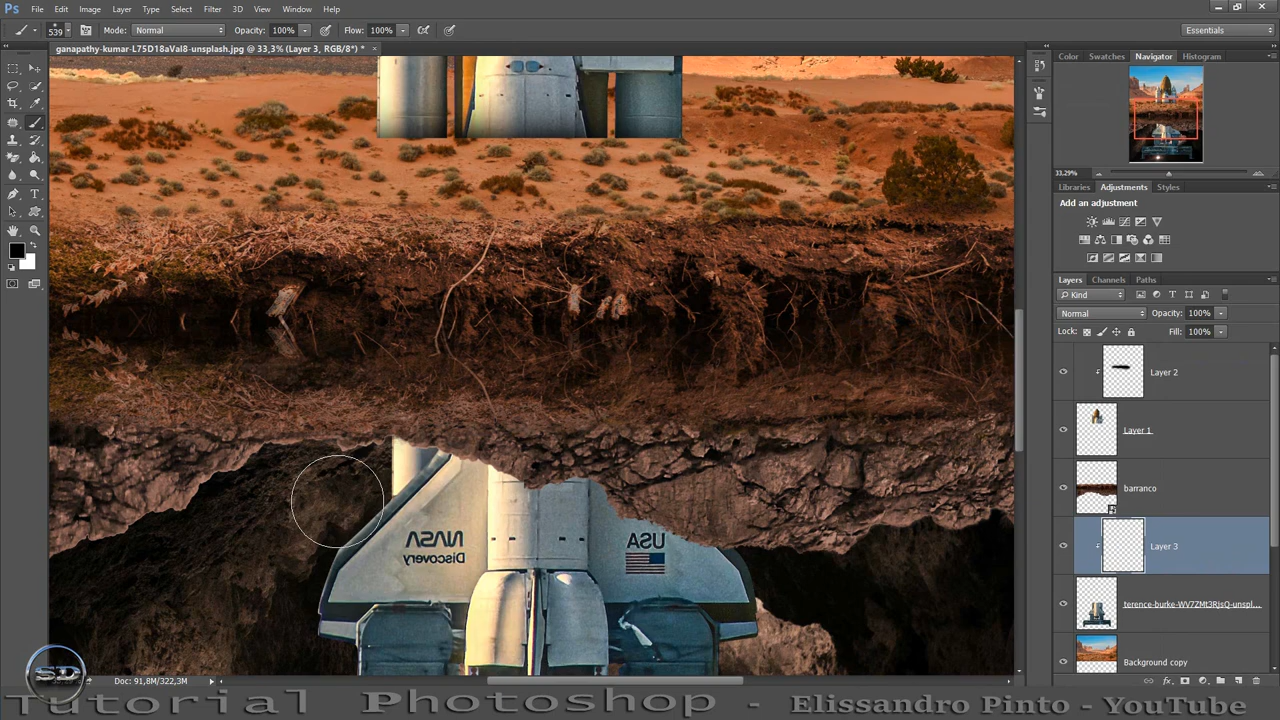 Ps File Edit Image Layer Type Select Filter 3D View Window Help
539 Mode: Normal Opacity: 100% Flow: 100% Essentials
ganapathy-kumar-L75D18aVal8-unsplash.jpg @ 33,3% (Layer 3, RGB/8*) * ×
Color Swatches Navigator Histogram
33.29%
Libraries Adjustments Styles
Add an adjustment
Layers Channels Paths
Kind
Normal Opacity: 100%
Lock: Fill: 100%
Layer 2
Layer 1
barranco
Layer 3
terence-burke-WV7ZMt3RjsQ-unspl...
Background copy
NASA
Discovery
USA
Doc: 91,8M/322,3M
SD
Tutorial Photoshop - Elissandro Pinto - YouTube